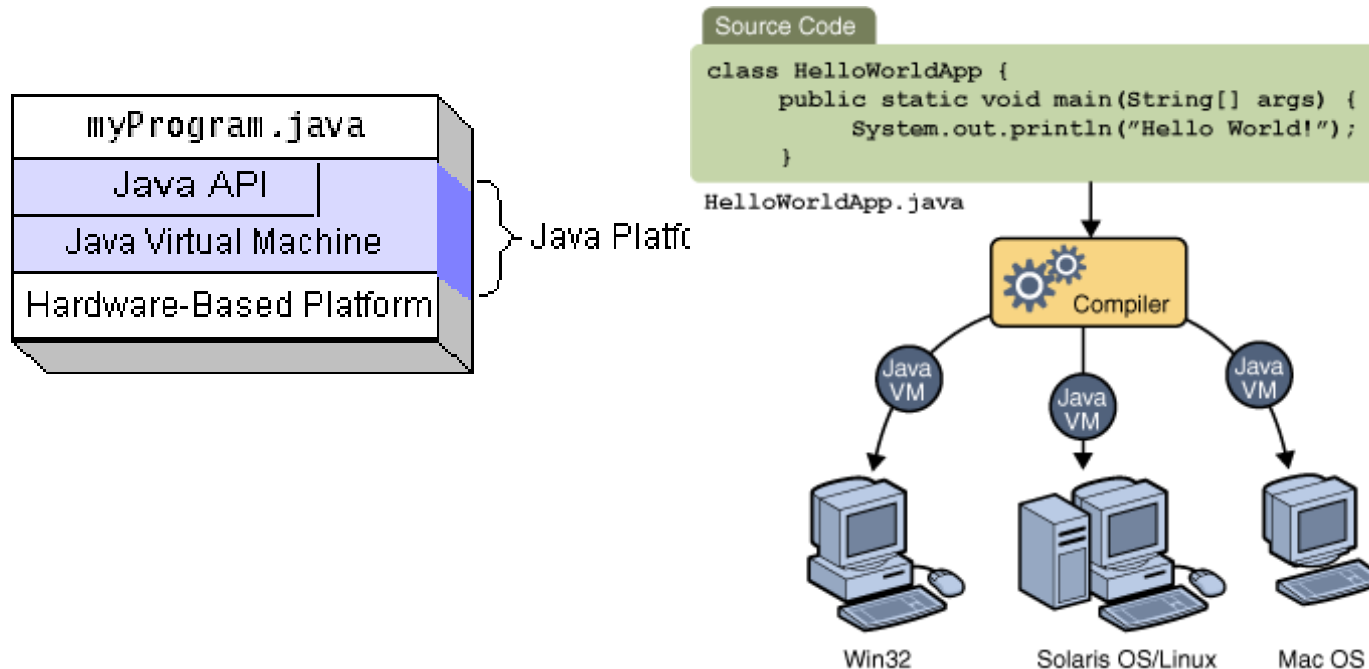 myProgram.java
Java API
Java Virtual Machine
Hardware-Based Platform
Java Platfo
Source Code
class HelloWorldApp {
public static void main(String[] args) {
System.out.println("Hello World!");
}
HelloWorldApp.java
Compiler
Java
VM
Java
VM
Java
VM
Win32
Solaris OS/Linux
Mac OS